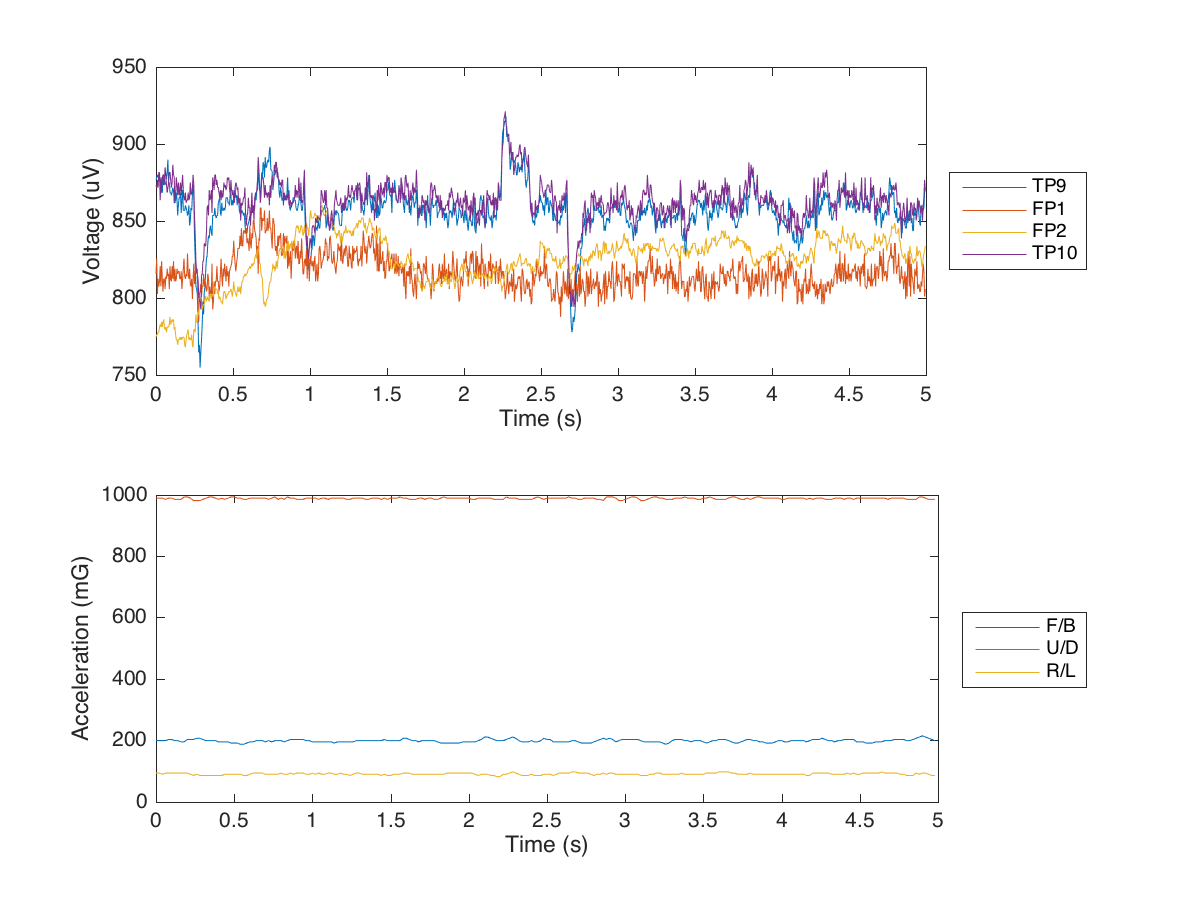 950
900
850
800
750
Voltage (uV)
0 0.5 1 1.5 2 2.5 3 3.5 4 4.5 5
Time (s)
TP9
FP1
FP2
TP10
1000
800
600
400
200
0
Acceleration (mG)
0 0.5 1 1.5 2 2.5 3 3.5 4 4.5 5
Time (s)
F/B
U/D
R/L